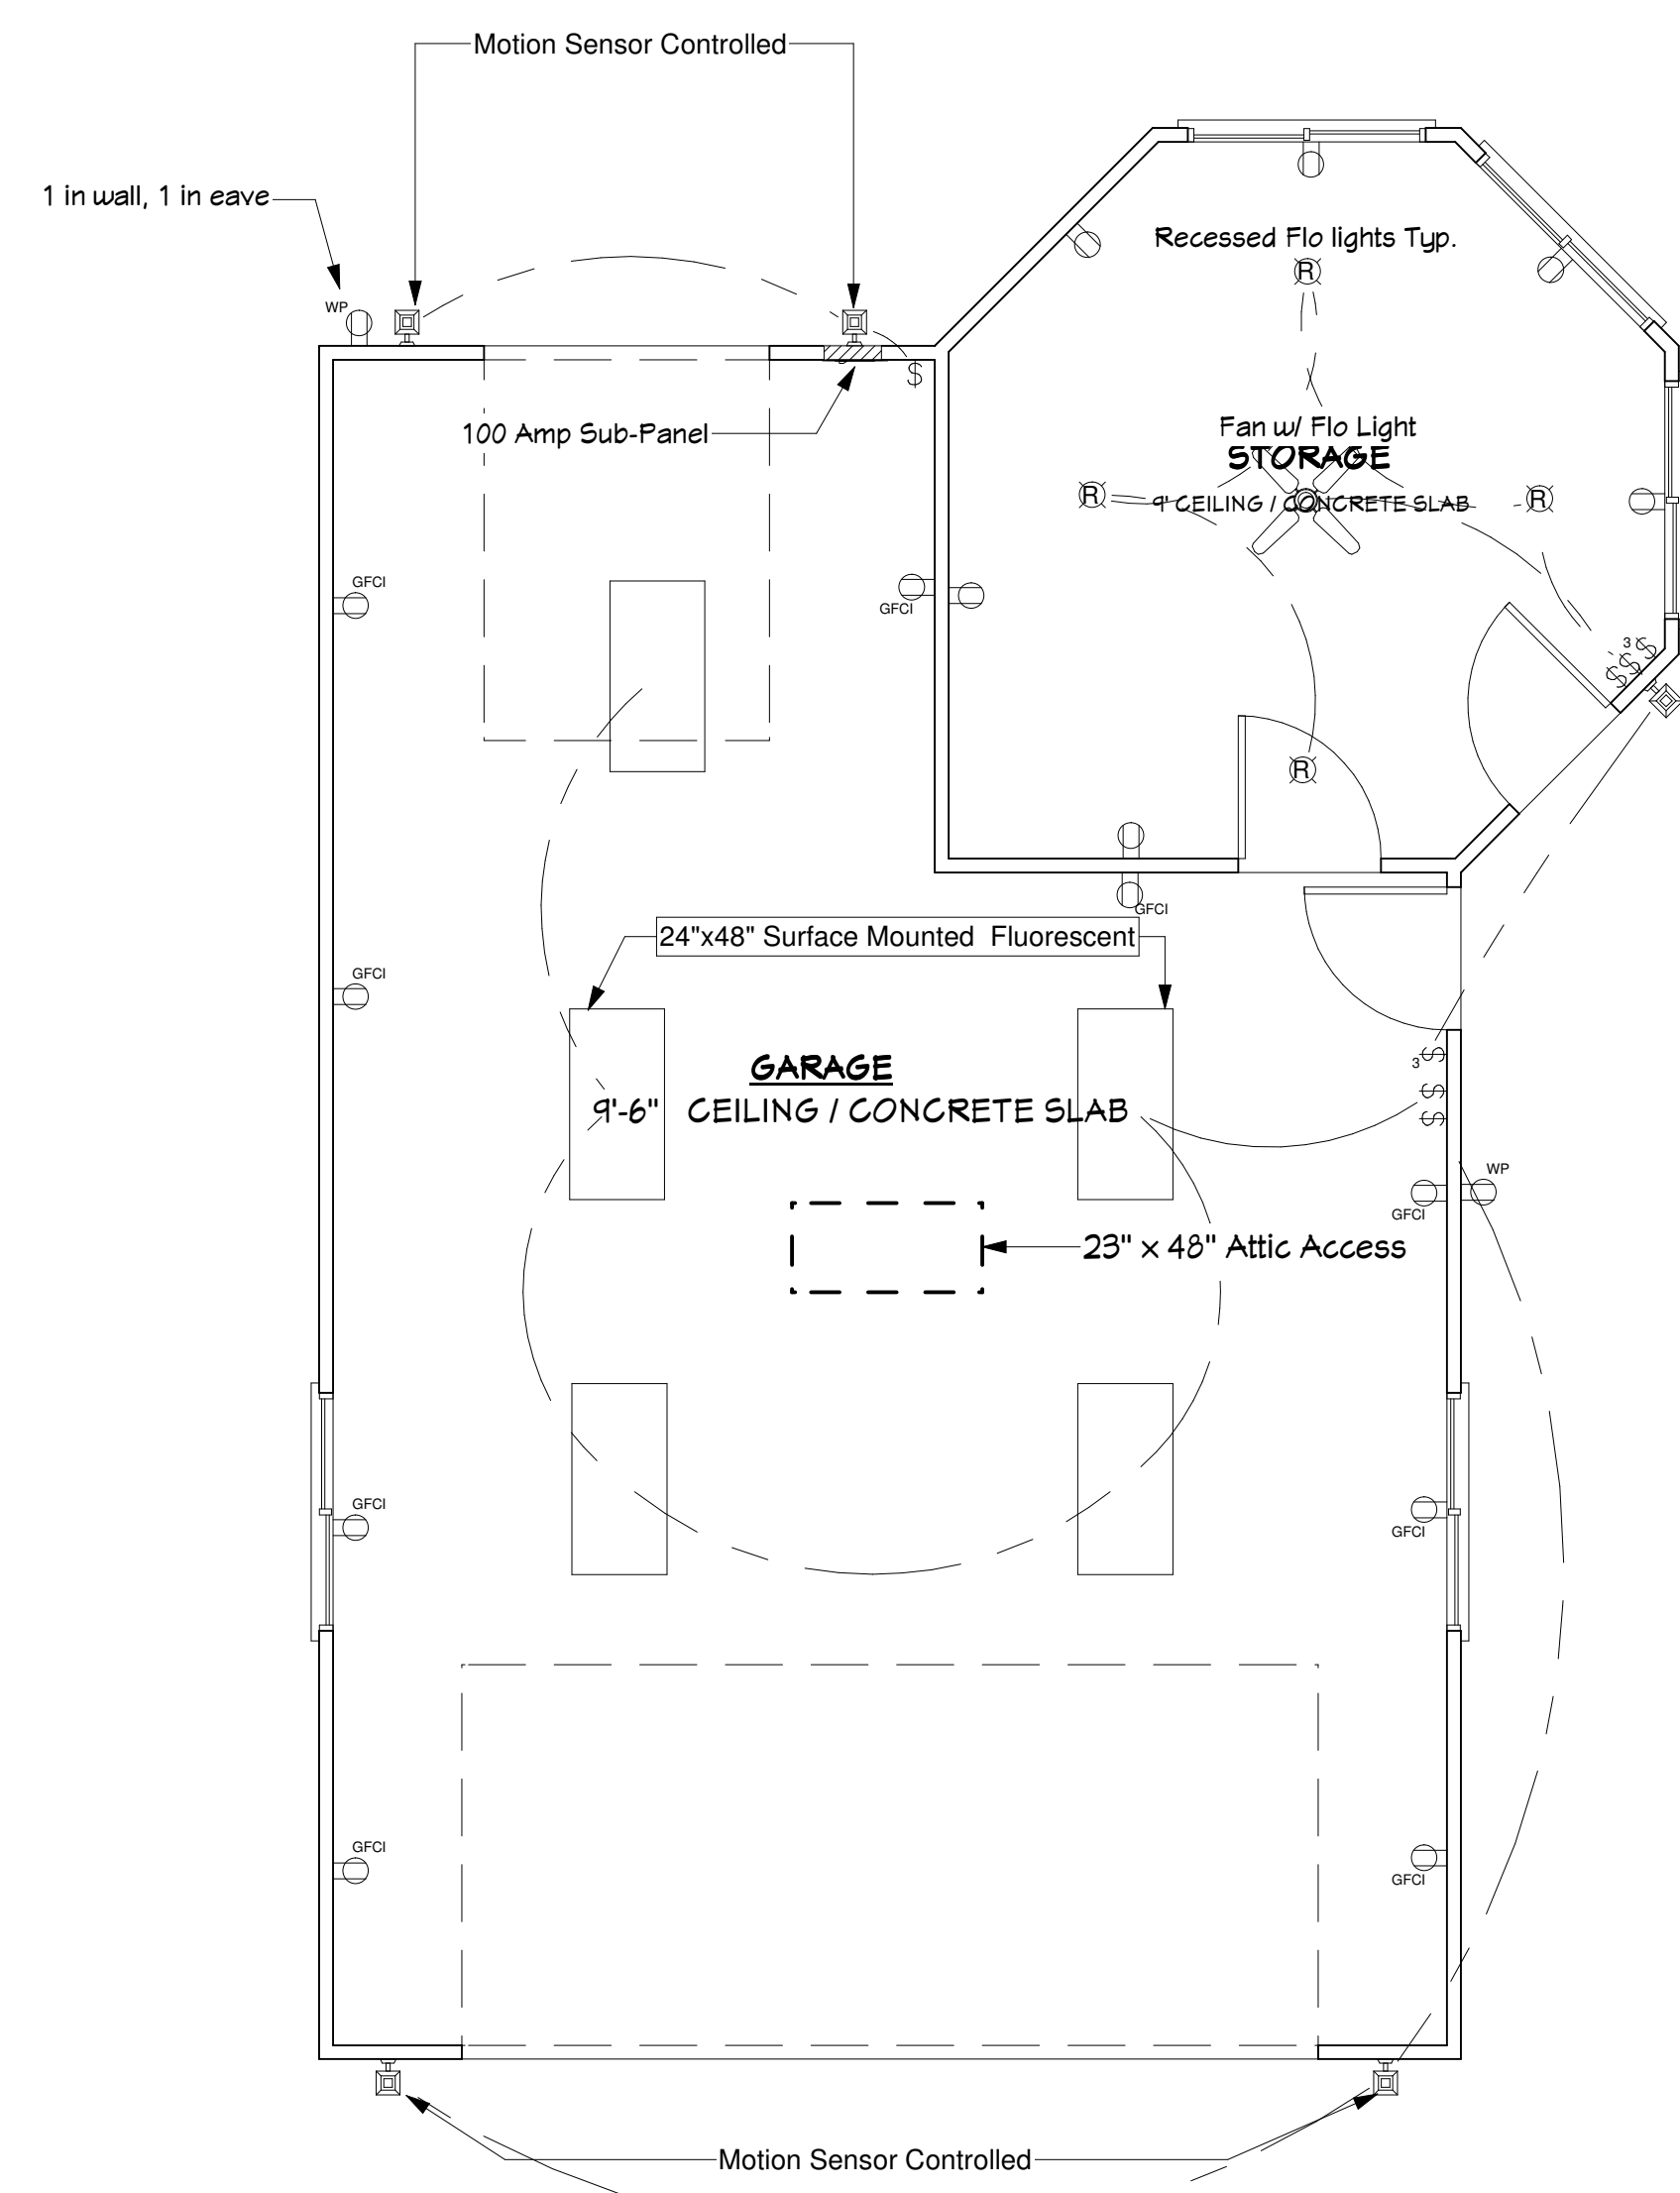 Motion Sensor Controlled
1 in wall, 1 in eave
Recessed Flo lights Typ.
R
WP
$
100 Amp Sub-Panel
Fan w/ Flo Light
STORAGE
R
9' CEILING / CONCRETE SLAB
R
GFCI
GFCI
3 $
$
$
R
GFCI
24"x48" Surface Mounted Fluorescent
GFCI
GARAGE
3 $
9'-6" CEILING / CONCRETE SLAB
$
$
WP
GFCI
23" x 48" Attic Access
GFCI
GFCI
GFCI
GFCI
Motion Sensor Controlled